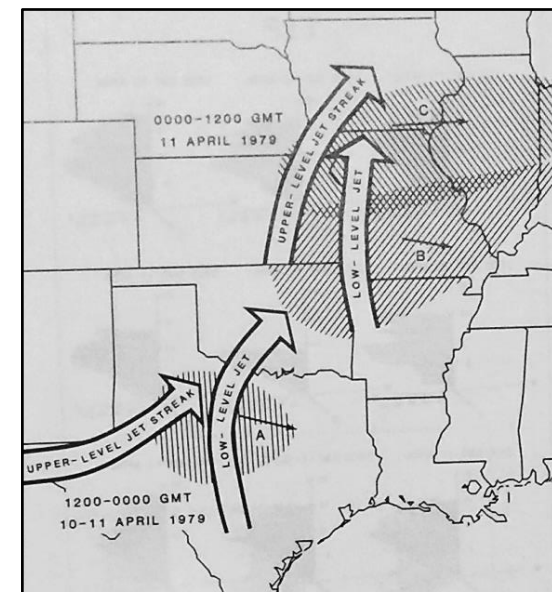 0000-1200 GMT
11 APRIL 1979
UPPER-LEVEL JET STREAK
LOW- LEVEL JET
C
B
UPPER-LEVEL JET STREAK
LOW- LEVEL JET
A
1200-0000 GMT
10-11 APRIL 1979